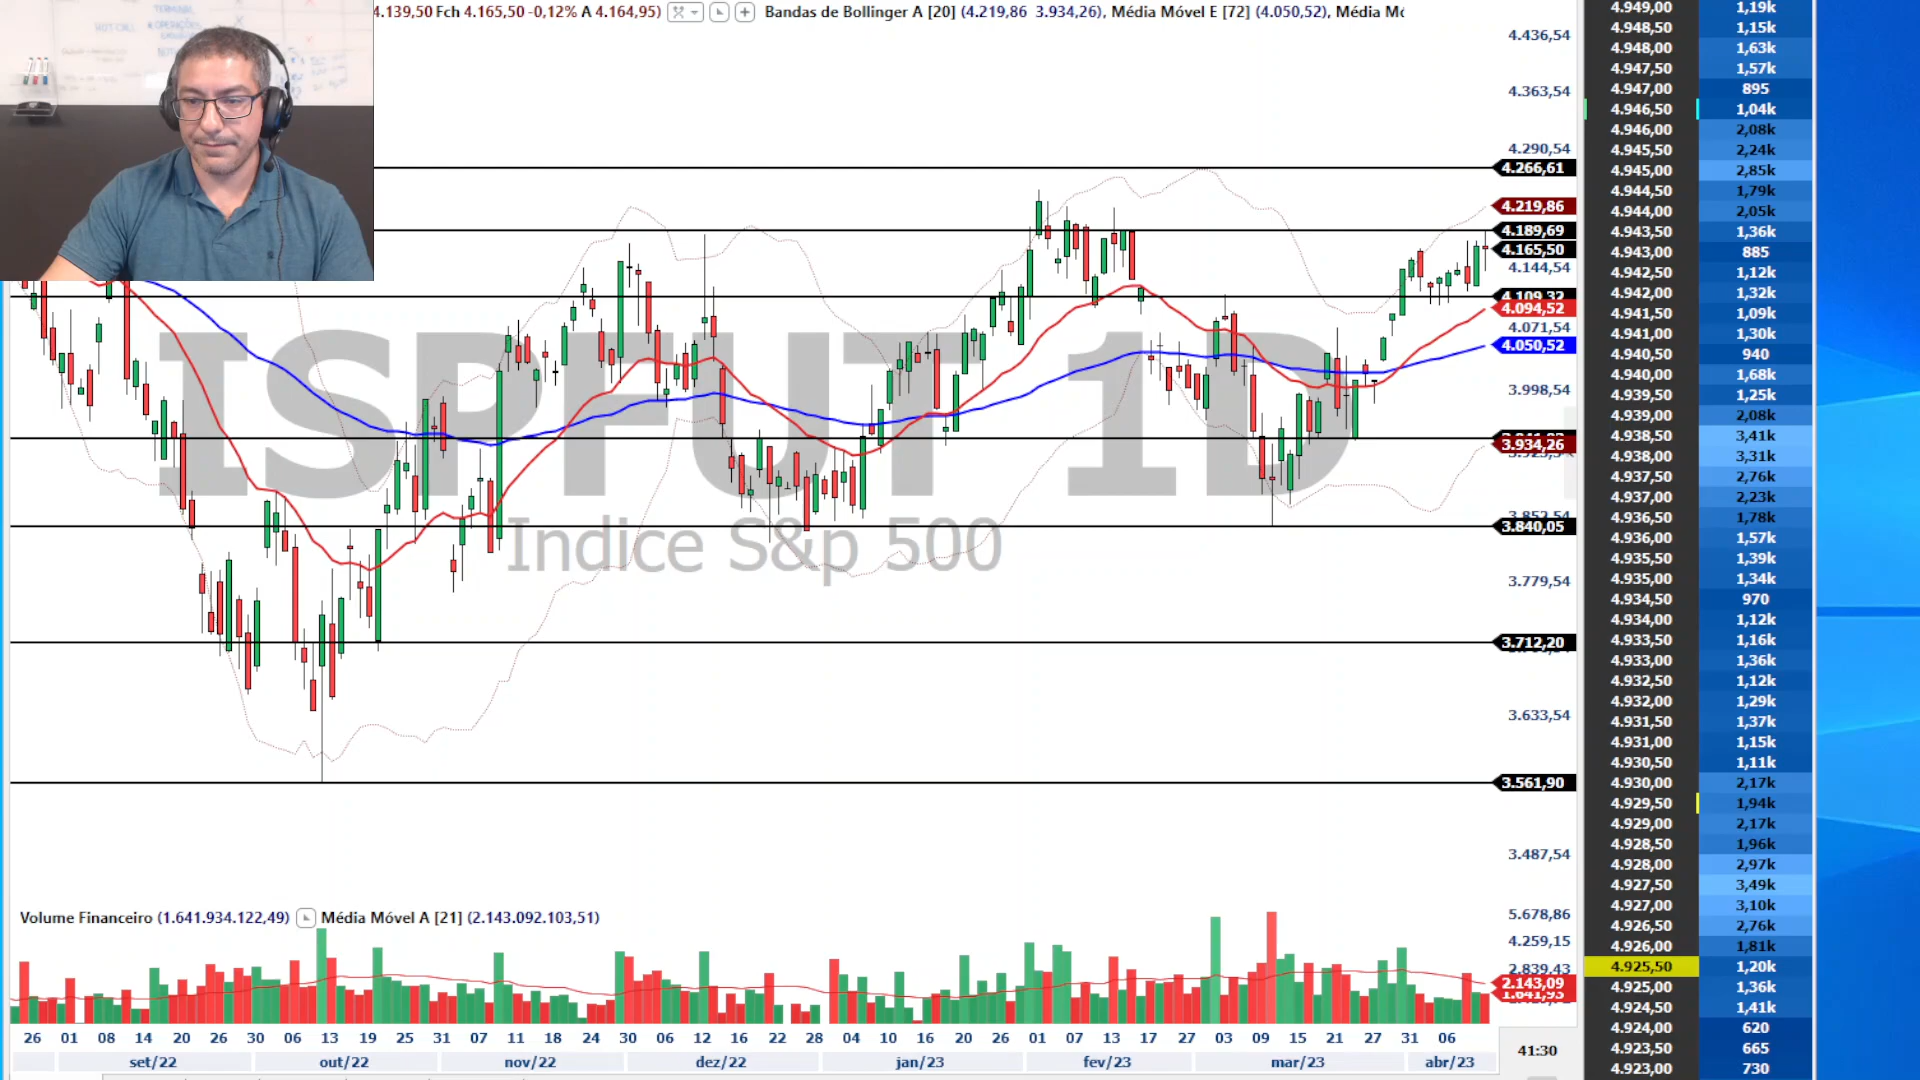 4.139,50 Fch 4.165,50 -0,12% A 4.164,95) Bandas de Bollinger A [20] (4.219,86 3.934,26), Média Móvel E [72] (4.050,52), Média Mó
TERMINAL
HOT-CALL
4.436,54
4.363,54
4.290,54
4.266,61
4.219,86
4.189,69
4.165,50
4.144,54
4.109,32
4.094,52
4.071,54
4.050,52
3.998,54
3.934,26
3.840,05
3.779,54
3.712,20
3.633,54
3.561,90
3.487,54
ISPFUT 1D
Indice S&p 500
Volume Financeiro (1.641.934.122,49) Média Móvel A [21] (2.143.092.103,51)
5.678,86
4.259,15
2.839,43
2.143,09
1.641,93
26 01 08 14 20 26 30 06 13 19 25 31 07 11 18 24 30 06 12 16 22 28 04 10 16 20 26 01 07 13 17 27 03 09 15 21 27 31 06
set/22 out/22 nov/22 dez/22 jan/23 fev/23 mar/23 abr/23
41:30
4.949,00 1,19k
4.948,50 1,15k
4.948,00 1,63k
4.947,50 1,57k
4.947,00 895
4.946,50 1,04k
4.946,00 2,08k
4.945,50 2,24k
4.945,00 2,85k
4.944,50 1,79k
4.944,00 2,05k
4.943,50 1,36k
4.943,00 885
4.942,50 1,12k
4.942,00 1,32k
4.941,50 1,09k
4.941,00 1,30k
4.940,50 940
4.940,00 1,68k
4.939,50 1,25k
4.939,00 2,08k
4.938,50 3,41k
4.938,00 3,31k
4.937,50 2,76k
4.937,00 2,23k
4.936,50 1,78k
4.936,00 1,57k
4.935,50 1,39k
4.935,00 1,34k
4.934,50 970
4.934,00 1,12k
4.933,50 1,16k
4.933,00 1,36k
4.932,50 1,12k
4.932,00 1,29k
4.931,50 1,37k
4.931,00 1,15k
4.930,50 1,11k
4.930,00 2,17k
4.929,50 1,94k
4.929,00 2,17k
4.928,50 1,96k
4.928,00 2,97k
4.927,50 3,49k
4.927,00 3,10k
4.926,50 2,76k
4.926,00 1,81k
4.925,50 1,20k
4.925,00 1,36k
4.924,50 1,41k
4.924,00 620
4.923,50 665
4.923,00 730